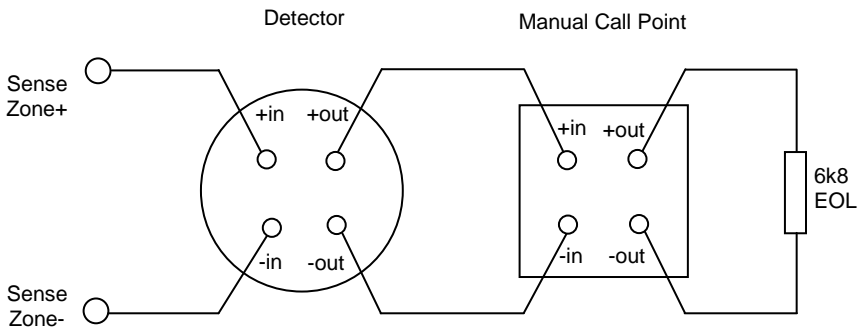 Detector
Manual Call Point
Sense
Zone+
+in
+out
+in
+out
6k8
EOL
-in
-out
-in
-out
Sense
Zone-